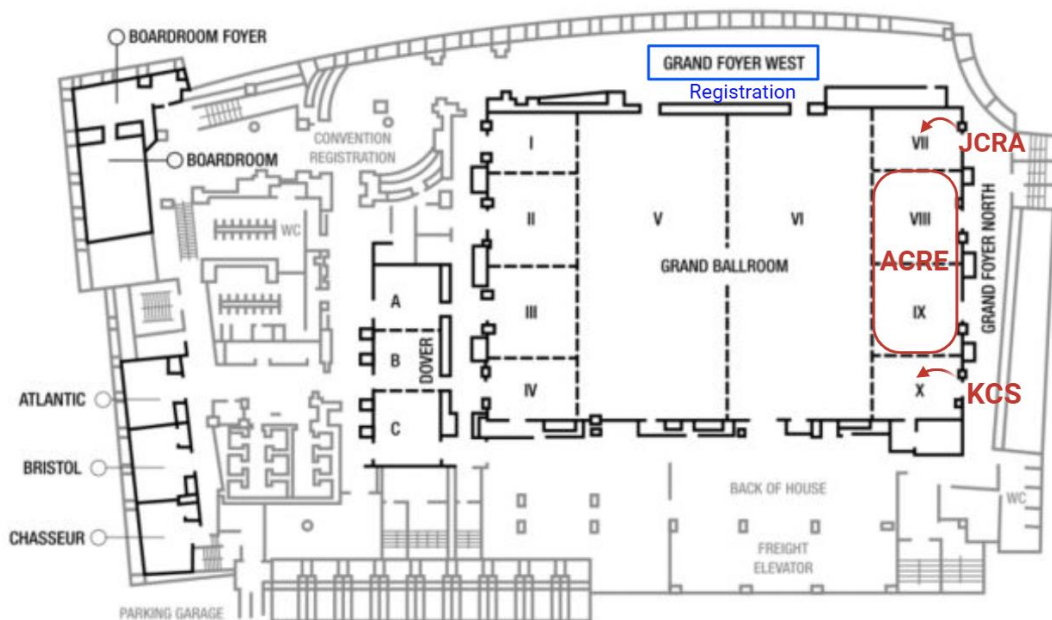 BOARDROOM FOYER
GRAND FOYER WEST
Registration
CONVENTION
REGISTRATION
BOARDROOM
I
VII
JCRA
WC
II
V
VI
VIII
GRAND BALLROOM
ACRE
GRAND FOYER NORTH
A
III
IX
B
DOVER
ATLANTIC
IV
X
KCS
C
BRISTOL
BACK OF HOUSE
WC
CHASSEUR
FREIGHT
ELEVATOR
PARKING GARAGE